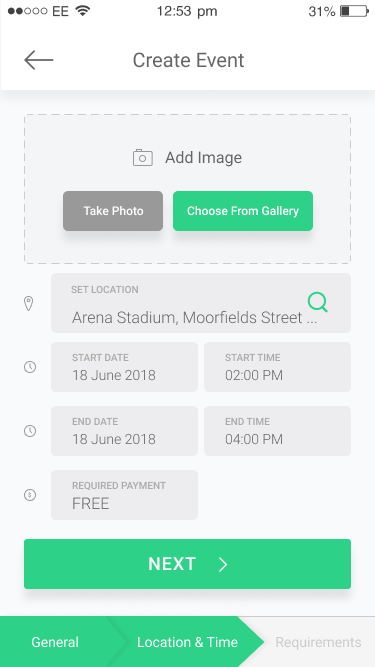 EE 12:53 pm 31%
Create Event
Add Image
Take Photo Choose From Gallery
SET LOCATION
Arena Stadium, Moorfields Street ...
START DATE START TIME
18 June 2018 02:00 PM
END DATE END TIME
18 June 2018 04:00 PM
REQUIRED PAYMENT
$ FREE
NEXT
General Location & Time Requirements